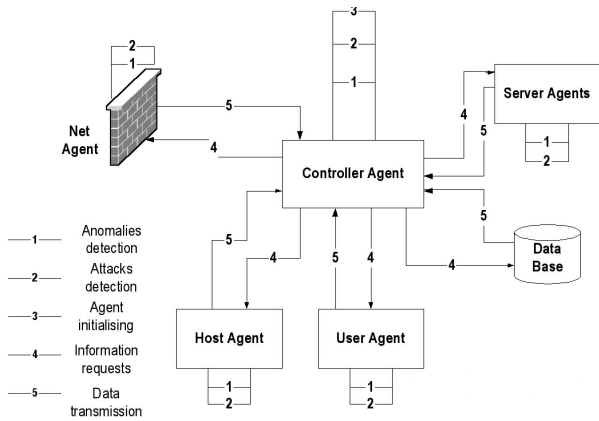 3
2
2
1
1
Net
Agent
5
4
Controller Agent
4
5
Server Agents
1
2
5
4
Data
Base
5
4
5
4
Host Agent
1
2
User Agent
1
2
1 Anomalies
detection
2 Attacks
detection
3 Agent
initialising
4 Information
requests
5 Data
transmission